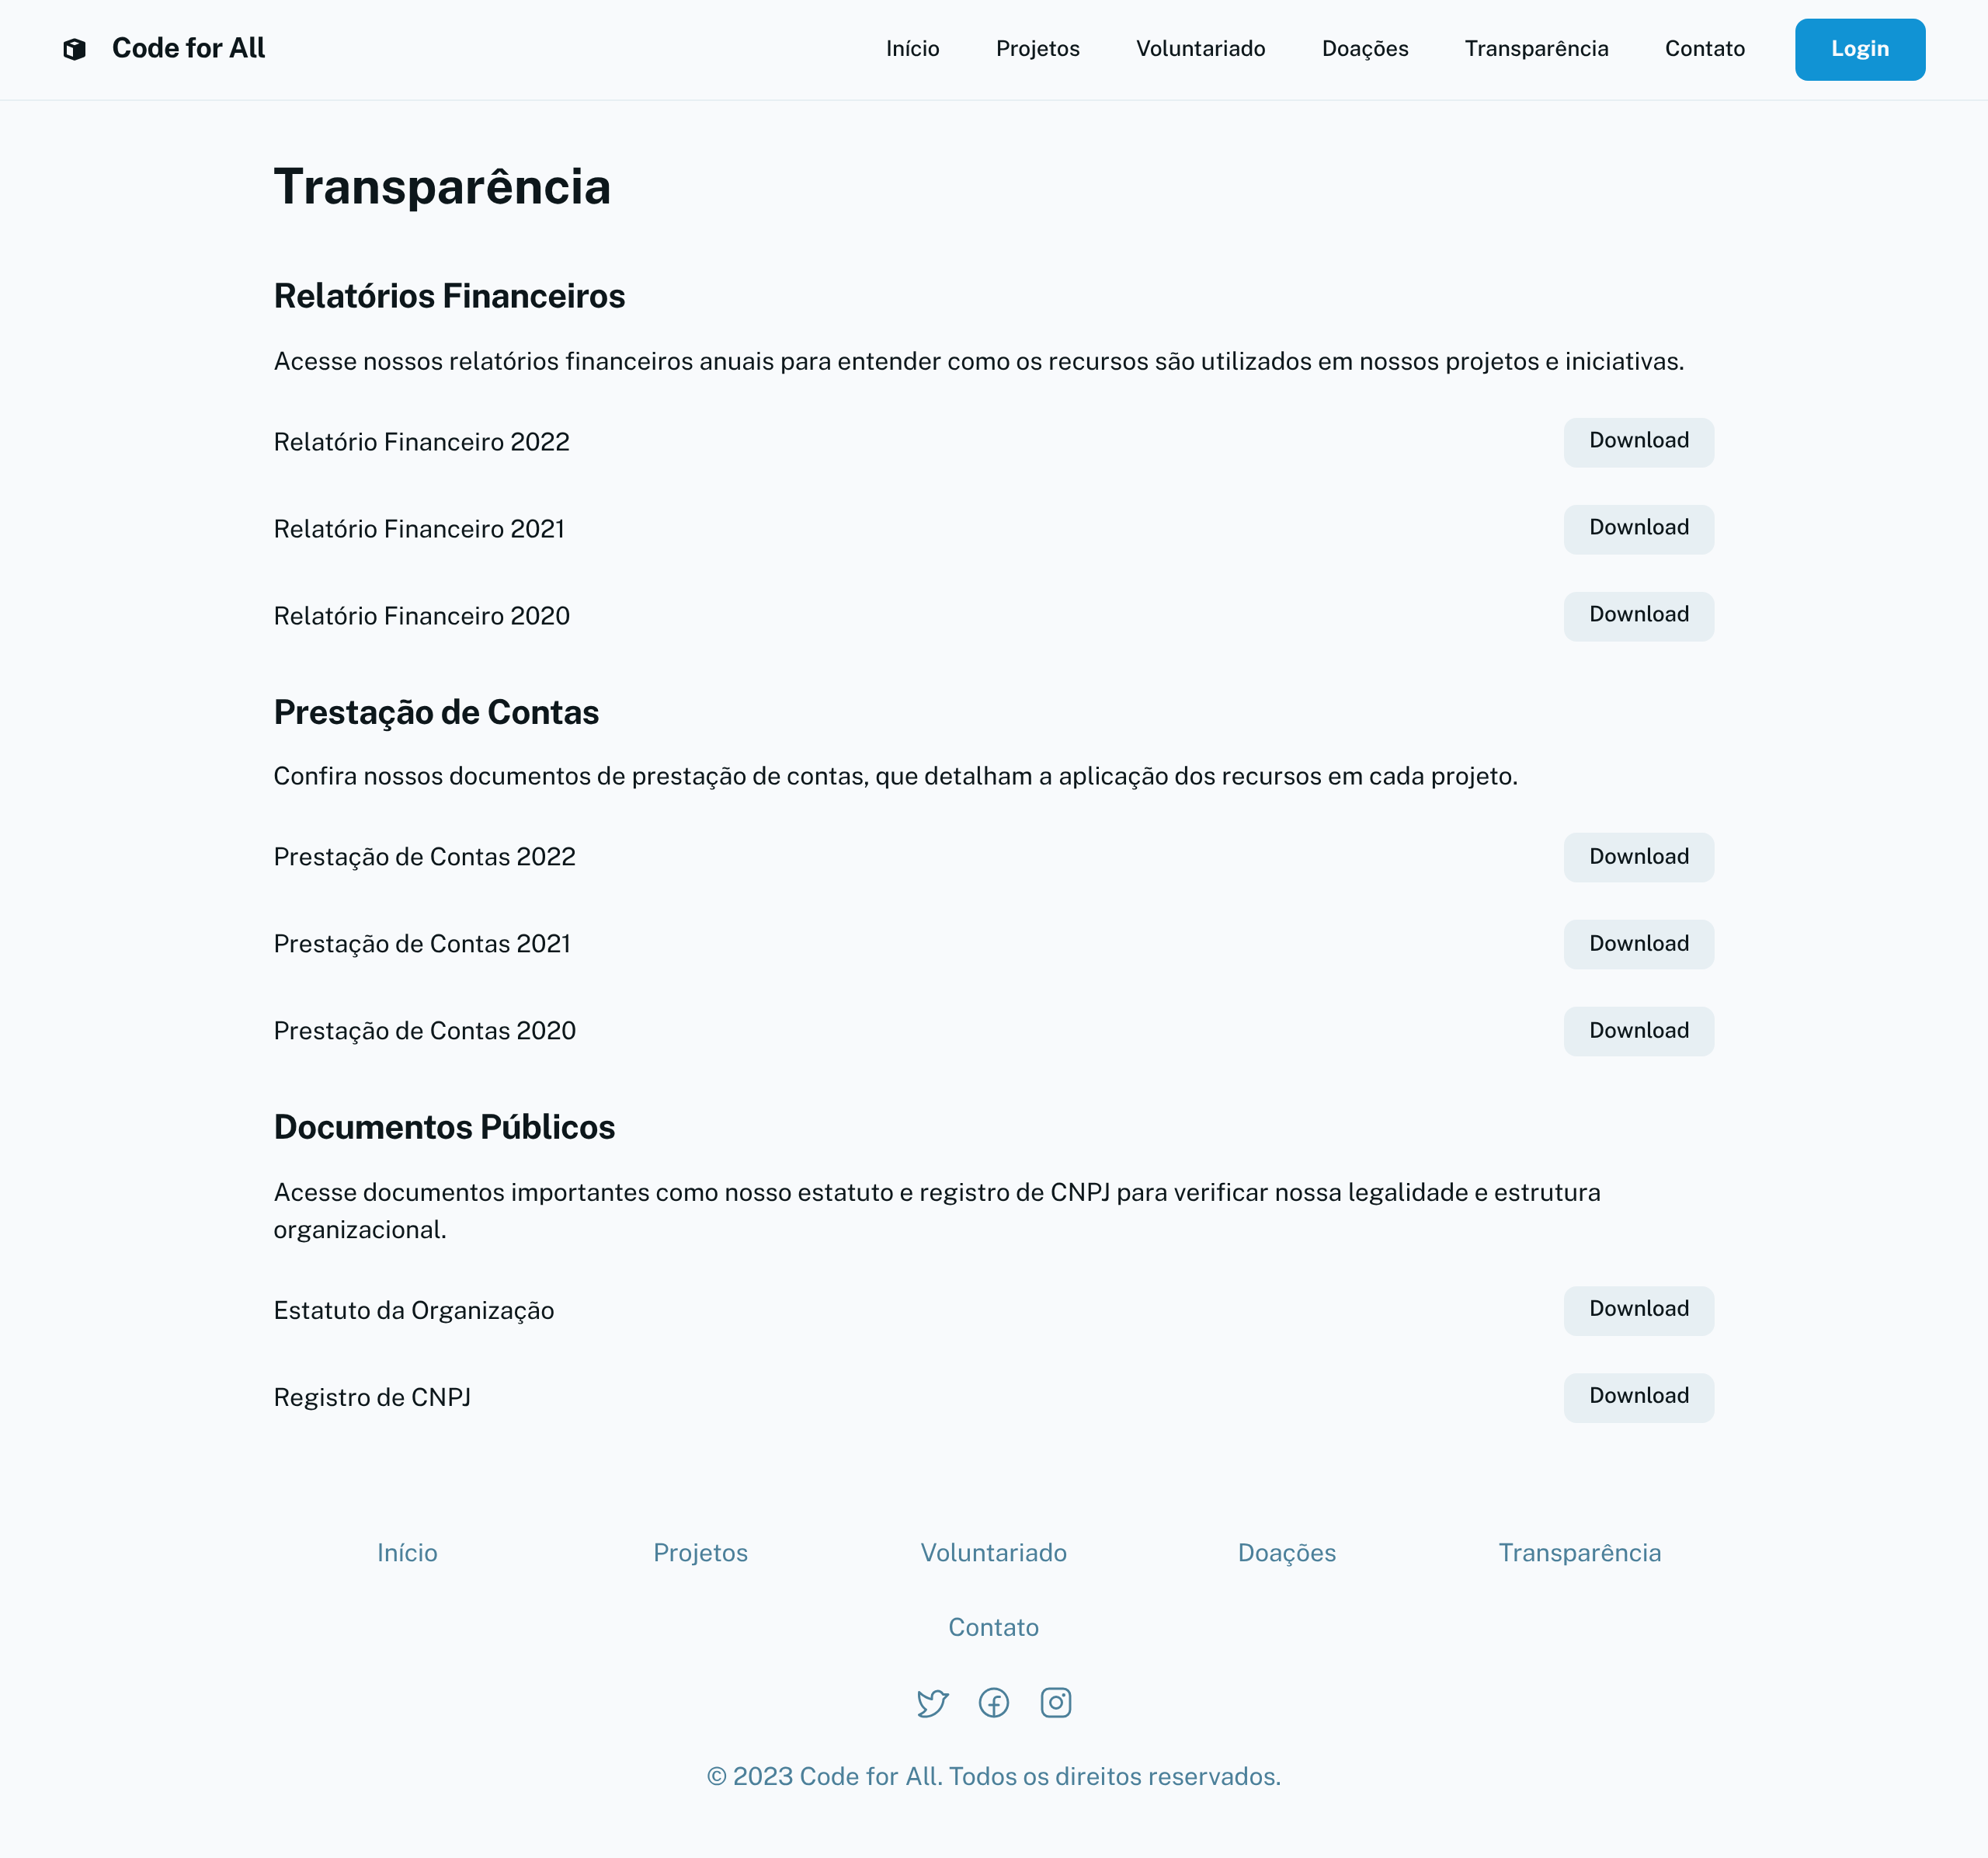 Code for All
Início Projetos Voluntariado Doações Transparência Contato Login
Transparência
Relatórios Financeiros
Acesse nossos relatórios financeiros anuais para entender como os recursos são utilizados em nossos projetos e iniciativas.
Relatório Financeiro 2022 Download
Relatório Financeiro 2021 Download
Relatório Financeiro 2020 Download
Prestação de Contas
Confira nossos documentos de prestação de contas, que detalham a aplicação dos recursos em cada projeto.
Prestação de Contas 2022 Download
Prestação de Contas 2021 Download
Prestação de Contas 2020 Download
Documentos Públicos
Acesse documentos importantes como nosso estatuto e registro de CNPJ para verificar nossa legalidade e estrutura
organizacional.
Estatuto da Organização Download
Registro de CNPJ Download
Início Projetos Voluntariado Doações Transparência
Contato
© 2023 Code for All. Todos os direitos reservados.